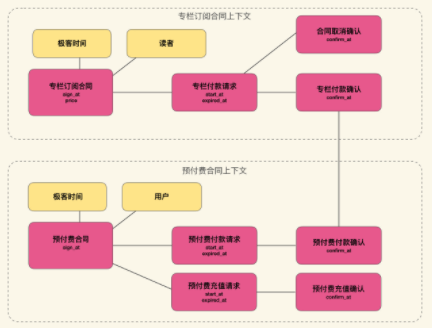 专栏订阅合同上下文
极客时间
读者
合同取消确认
confirm_at
专栏订阅合同
sign_at
price
专栏付款请求
start_at
expired_at
专栏付款确认
confirm_at
预付费合同上下文
极客时间
用户
预付费合同
sign_at
预付费付款请求
start_at
expired_at
预付费付款确认
confirm_at
预付费充值请求
start_at
expired_at
预付费充值确认
confirm_at